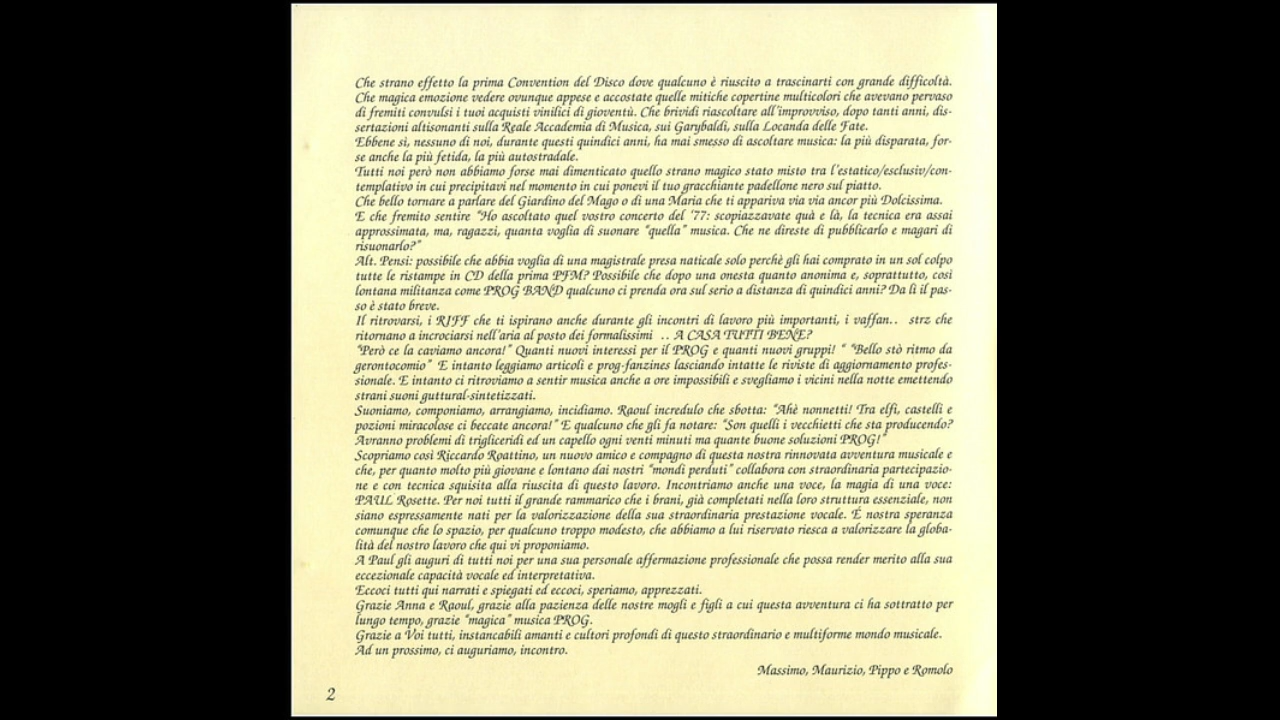 Che strano effetto la prima Convention del Disco dove qualcuno è riuscito a trascinarti con grande difficoltà.
Che magica emozione vedere ovunque appese e accostate quelle mitiche copertine multicolori che avevano pervaso
di fremiti convulsi i tuoi acquisti vinilici di gioventù. Che brividi riascoltare all'improvviso, dopo tanti anni, dis-
sertazioni altisonanti sulla Reale Accademia di Musica, sui Garybaldi, sulla Locanda delle Fate.
Ebbene sì, nessuno di noi, durante questi quindici anni, ha mai smesso di ascoltare musica: la più disparata, for-
se anche la più fetida, la più autostradale.
Tutti noi però non abbiamo forse mai dimenticato quello strano magico stato misto tra l'estatico/esclusiv/con-
templativo in cui precipitavi nel momento in cui ponevi il tuo gracchiante padellone nero sul piatto.
Che bello tornare a parlare del Giardino del Mago o di una Maria che ti appariva via via ancor più Dolcissima.
E che fremito sentire "Ho ascoltato quel vostro concerto del '77: scopiazzavate quà e là, la tecnica era assai
approssimata, ma, ragazzi, quanta voglia di suonare "quella" musica. Che ne direste di pubblicarlo e magari di
risuonarlo?"
Alt. Pensi: possibile che abbia voglia di una magistrale presa naticale solo perchè gli hai comprato in un sol colpo
tutte le ristampe in CD della prima PFM? Possibile che dopo una onesta quanto anonima e, soprattutto, così
lontana militanza come PROG BAND qualcuno ci prenda ora sul serio a distanza di quindici anni? Da lì il pas-
so è stato breve.
Il ritrovarsi, i RIFF che ti ispirano anche durante gli incontri di lavoro più importanti, i vaffan.. strz che
ritornano a incrociarsi nell'aria al posto dei formalissimi .. A CASA TUTTI BENE?
"Però ce la caviamo ancora!" Quanti nuovi interessi per il PROG e quanti nuovi gruppi! " "Bello stò ritmo da
gerontocomio" E intanto leggiamo articoli e prog-fanzines lasciando intatte le riviste di aggiornamento profes-
sionale. E intanto ci ritroviamo a sentir musica anche a ore impossibili e svegliamo i vicini nella notte emettendo
strani suoni guttural-sintetizzati.
Suoniamo, componiamo, arrangiamo, incidiamo. Raoul incredulo che sbotta: "Ahè nonnetti! Tra elfi, castelli e
pozioni miracolose ci beccate ancora!" E qualcuno che gli fa notare: "Son quelli i vecchietti che sta producendo?
Avranno problemi di trigliceridi ed un capello ogni venti minuti ma quante buone soluzioni PROG!"
Scopriamo così Riccardo Roattino, un nuovo amico e compagno di questa nostra rinnovata avventura musicale e
che, per quanto molto più giovane e lontano dai nostri "mondi perduti" collabora con straordinaria partecipazio-
ne e con tecnica squisita alla riuscita di questo lavoro. Incontriamo anche una voce, la magia di una voce:
PAUL Rosette. Per noi tutti il grande rammarico che i brani, già completati nella loro struttura essenziale, non
siano espressamente nati per la valorizzazione della sua straordinaria prestazione vocale. É nostra speranza
comunque che lo spazio, per qualcuno troppo modesto, che abbiamo a lui riservato riesca a valorizzare la globa-
lità del nostro lavoro che qui vi proponiamo.
A Paul gli auguri di tutti noi per una sua personale affermazione professionale che possa render merito alla sua
eccezionale capacità vocale ed interpretativa.
Eccoci tutti qui narrati e spiegati ed eccoci, speriamo, apprezzati.
Grazie Anna e Raoul, grazie alla pazienza delle nostre mogli e figli a cui questa avventura ci ha sottratto per
lungo tempo, grazie "magica" musica PROG.
Grazie a Voi tutti, instancabili amanti e cultori profondi di questo straordinario e multiforme mondo musicale.
Ad un prossimo, ci auguriamo, incontro.
Massimo, Maurizio, Pippo e Romolo
2